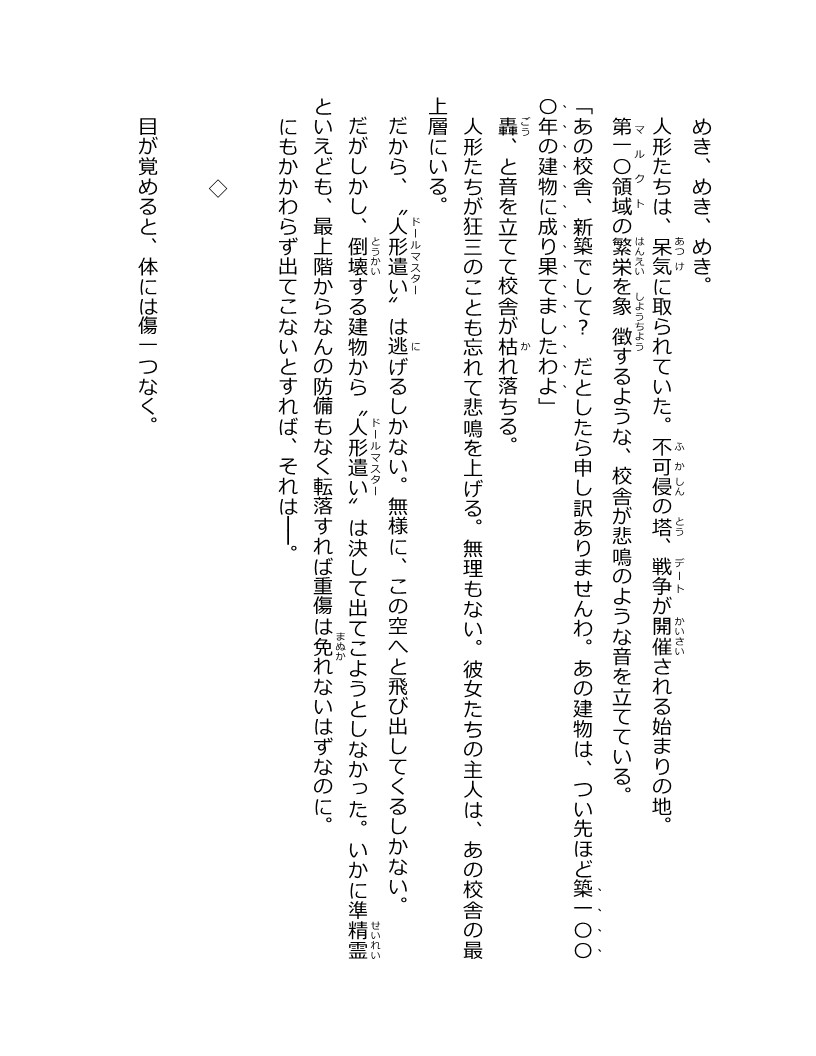 めき、めき、めき。
人形たちは、呆気に取られていた。不可侵の塔、戦争が開催される始まりの地。
第一〇領域の繁栄を象徴するような、校舎が悲鳴のような音を立てている。
「あの校舎、新築でして？　だとしたら申し訳ありませんわ。あの建物は、つい先ほど築一〇〇
〇年の建物に成り果てましたわよ」
轟、と音を立てて校舎が枯れ落ちる。
人形たちが狂三のことも忘れて悲鳴を上げる。無理もない。彼女たちの主人は、あの校舎の最
上層にいる。
だから、〝人形遣い〟は逃げるしかない。無様に、この空へと飛び出してくるしかない。
だがしかし、倒壊する建物から〝人形遣い〟は決して出てこようとしなかった。いかに準精霊
といえども、最上階からなんの防備もなく転落すれば重傷は免れないはずなのに。
にもかかわらず出てこないとすれば、それは――。
◇
目が覚めると、体には傷一つなく。